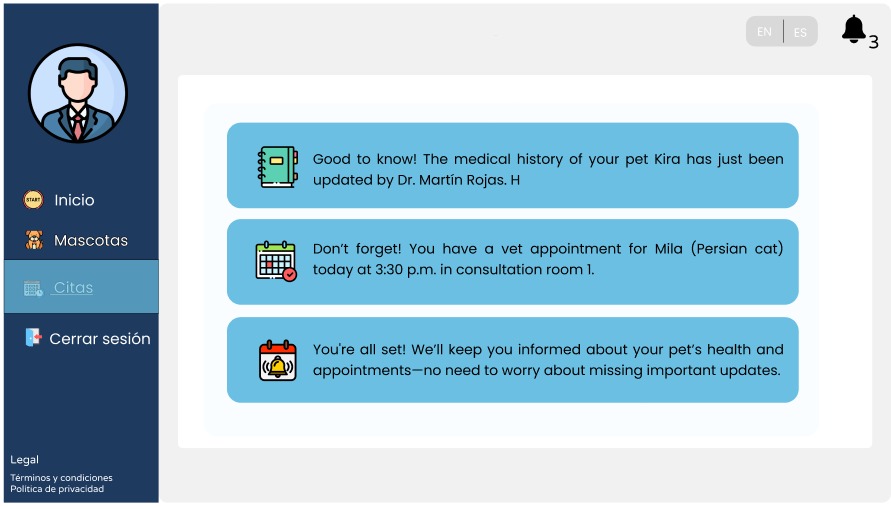 EN ES
3
START
Inicio
Mascotas
Citas
Cerrar sesión
Legal
Términos y condiciones
Política de privacidad
Good to know! The medical history of your pet Kira has just been
updated by Dr. Martín Rojas. H
Don’t forget! You have a vet appointment for Mila (Persian cat)
today at 3:30 p.m. in consultation room 1.
You're all set! We’ll keep you informed about your pet’s health and
appointments—no need to worry about missing important updates.